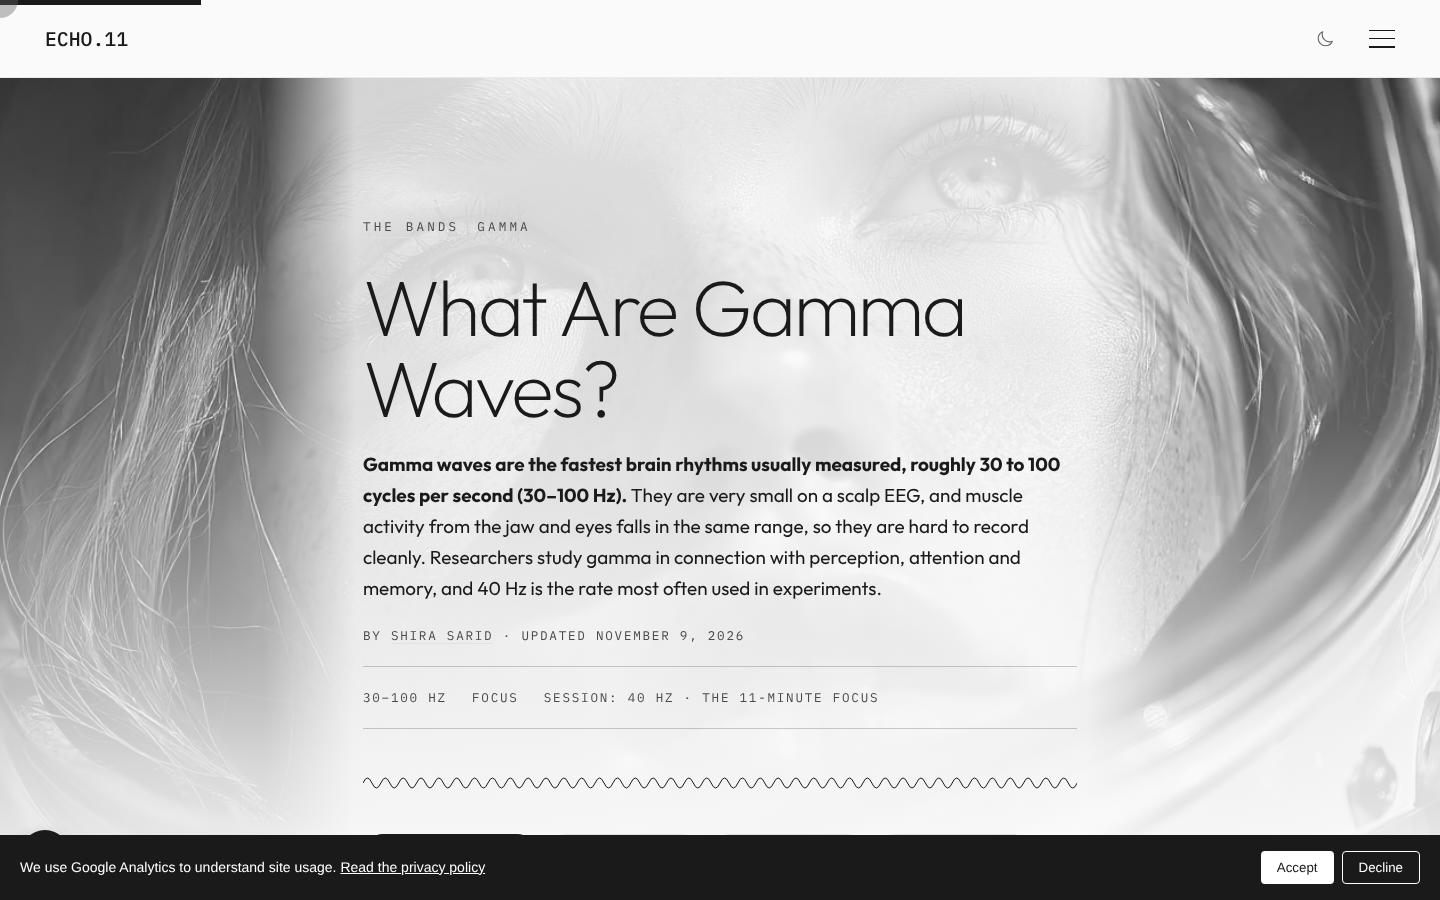 ECHO.11
THE BANDS GAMMA
What Are Gamma
Waves?
Gamma waves are the fastest brain rhythms usually measured, roughly 30 to 100
cycles per second (30–100 Hz). They are very small on a scalp EEG, and muscle
activity from the jaw and eyes falls in the same range, so they are hard to record
cleanly. Researchers study gamma in connection with perception, attention and
memory, and 40 Hz is the rate most often used in experiments.
BY SHIRA SARID · UPDATED NOVEMBER 9, 2026
30–100 HZ FOCUS SESSION: 40 HZ · THE 11-MINUTE FOCUS
We use Google Analytics to understand site usage. Read the privacy policy
Accept
Decline